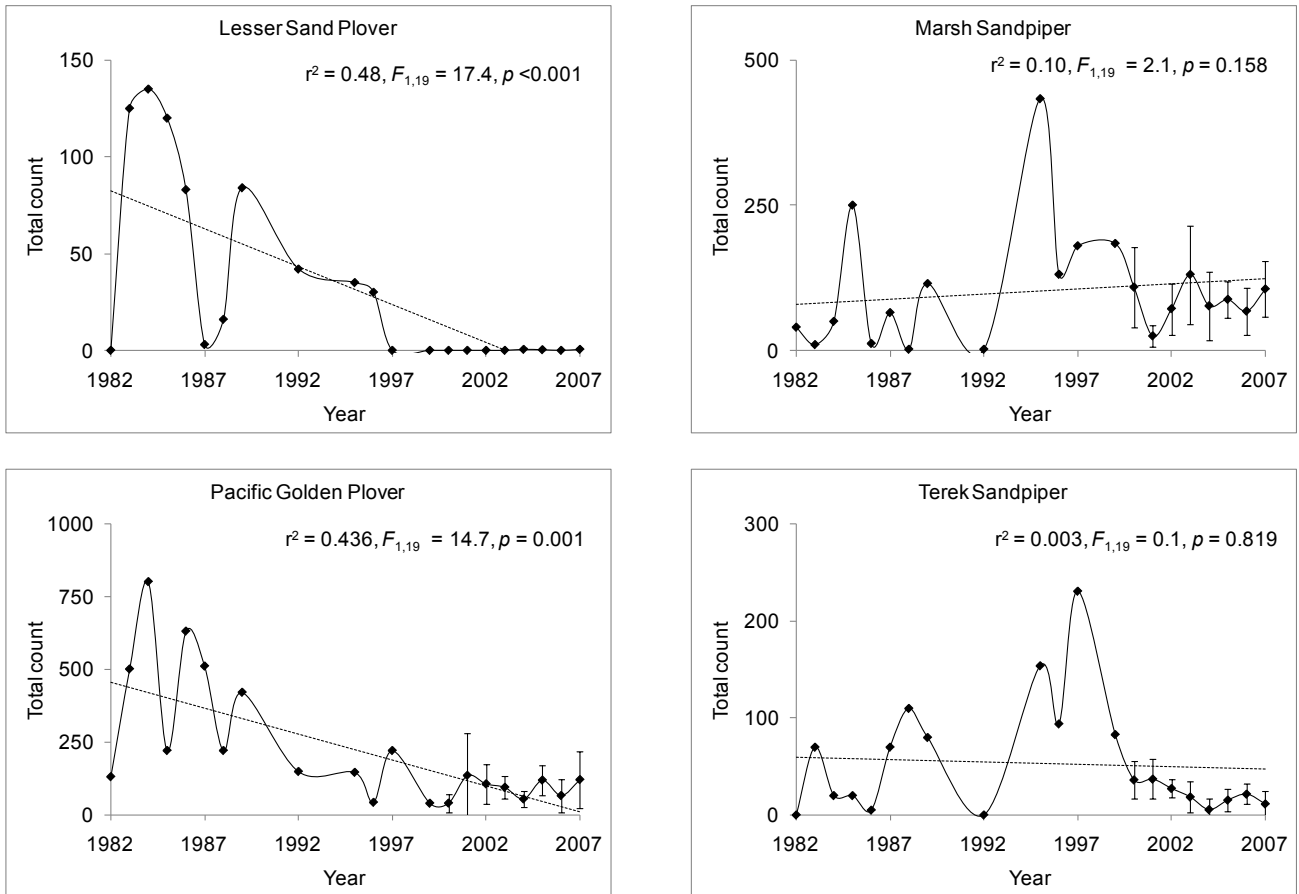 Lesser Sand Plover
r² = 0.48, F1,19 = 17.4, p <0.001
150
100
50
0
Total count
1982 1987 1992 1997 2002 2007
Year
Marsh Sandpiper
r² = 0.10, F1,19 = 2.1, p = 0.158
500
250
0
Total count
1982 1987 1992 1997 2002 2007
Year
Pacific Golden Plover
r² = 0.436, F1,19 = 14.7, p = 0.001
1000
750
500
250
0
Total count
1982 1987 1992 1997 2002 2007
Year
Terek Sandpiper
r² = 0.003, F1,19 = 0.1, p = 0.819
300
200
100
0
Total count
1982 1987 1992 1997 2002 2007
Year